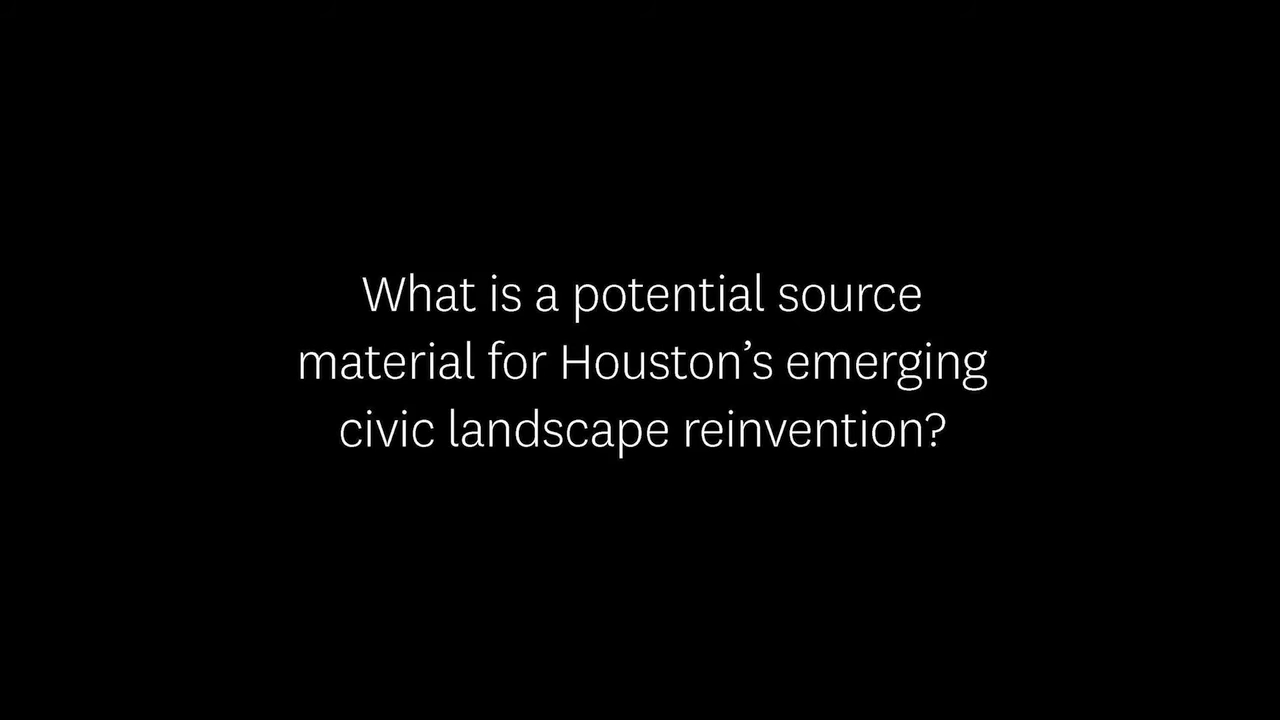 What is a potential source
material for Houston’s emerging
civic landscape reinvention?